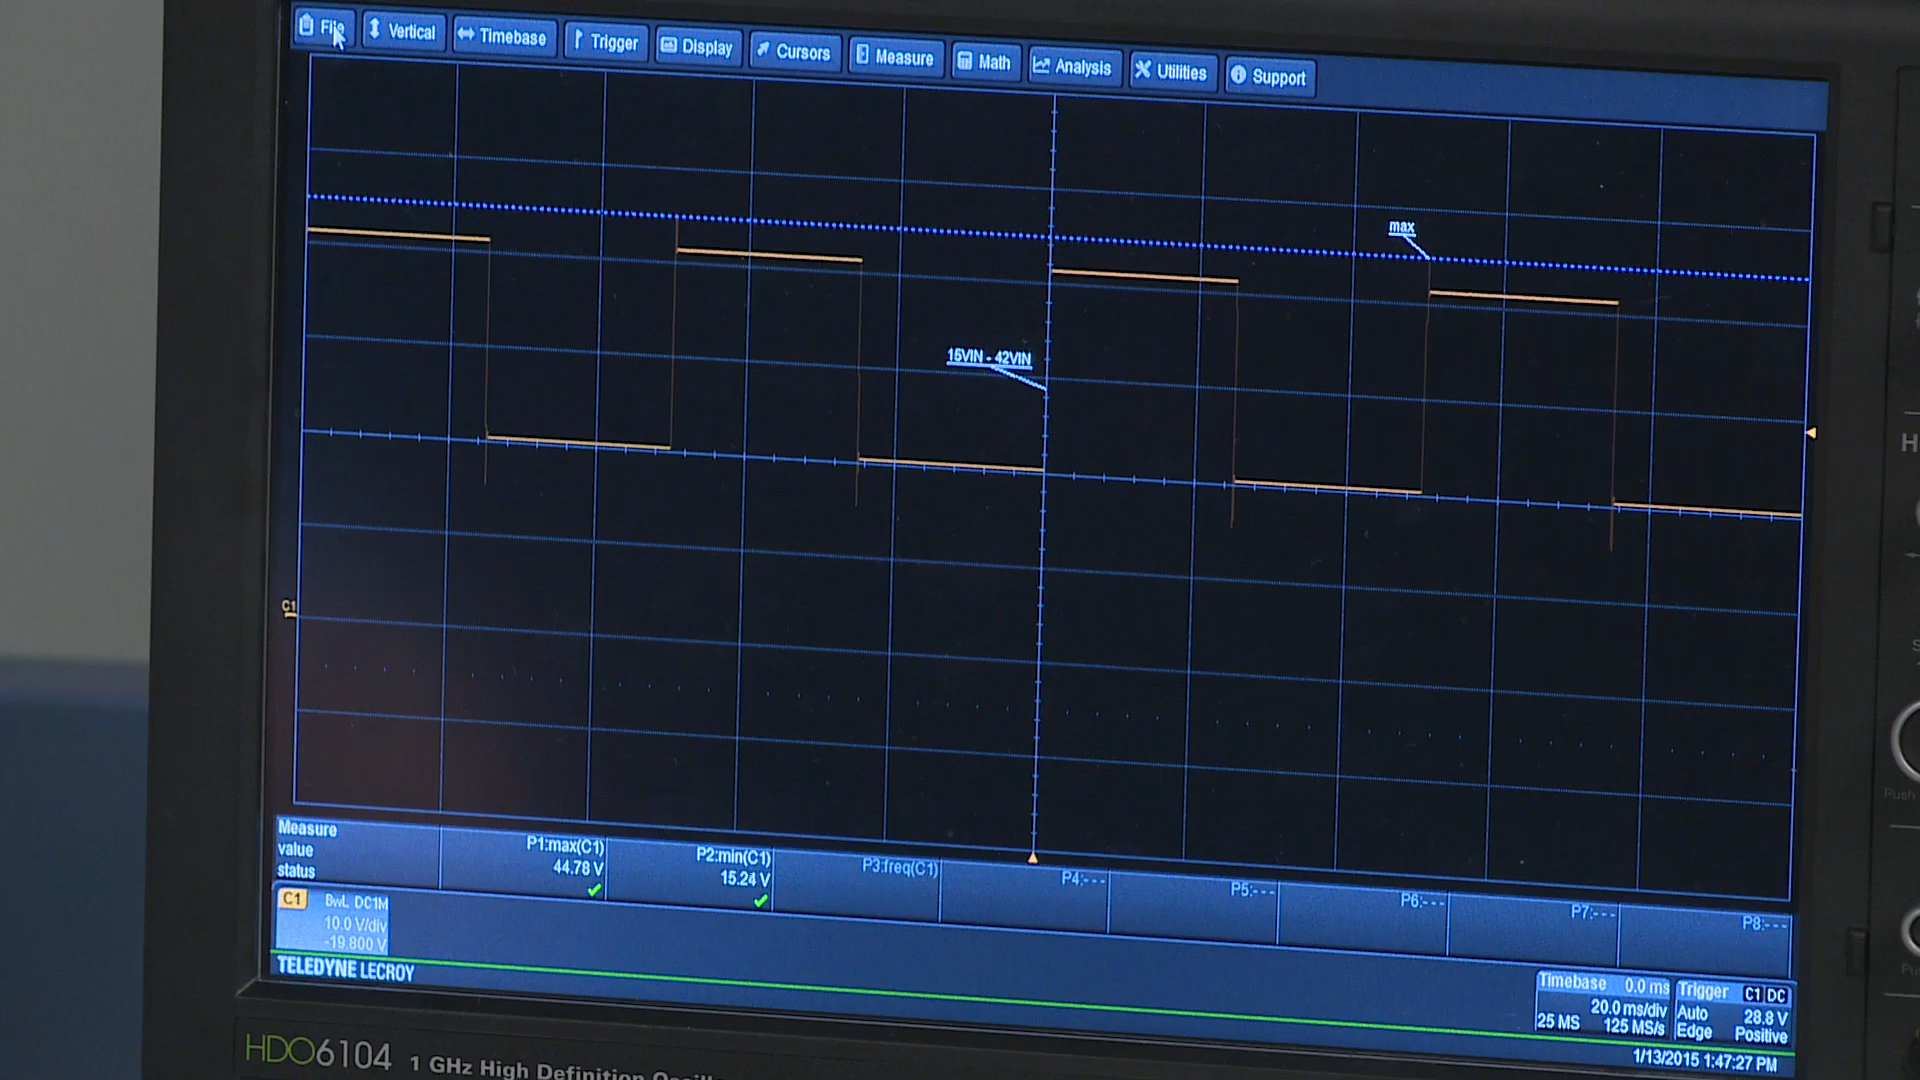 File Vertical Timebase Trigger Display Cursors Measure Math Analysis Utilities Support
max
15VIN - 42VIN
C1
Measure P1:max(C1) P2:min(C1) P3:freq(C1) P4:--- P5:--- P6:--- P7:--- P8:---
value 44.78 V 15.24 V
status
C1 BwL DC1M
10.0 V/div
-19.800 V
TELEDYNE LECROY
Timebase 0.0 ms
20.0 ms/div
25 MS 125 MS/s
Trigger C1 DC
Auto 28.8 V
Edge Positive
1/13/2015 1:47:27 PM
HDO6104 1 GHz High Definition
Push